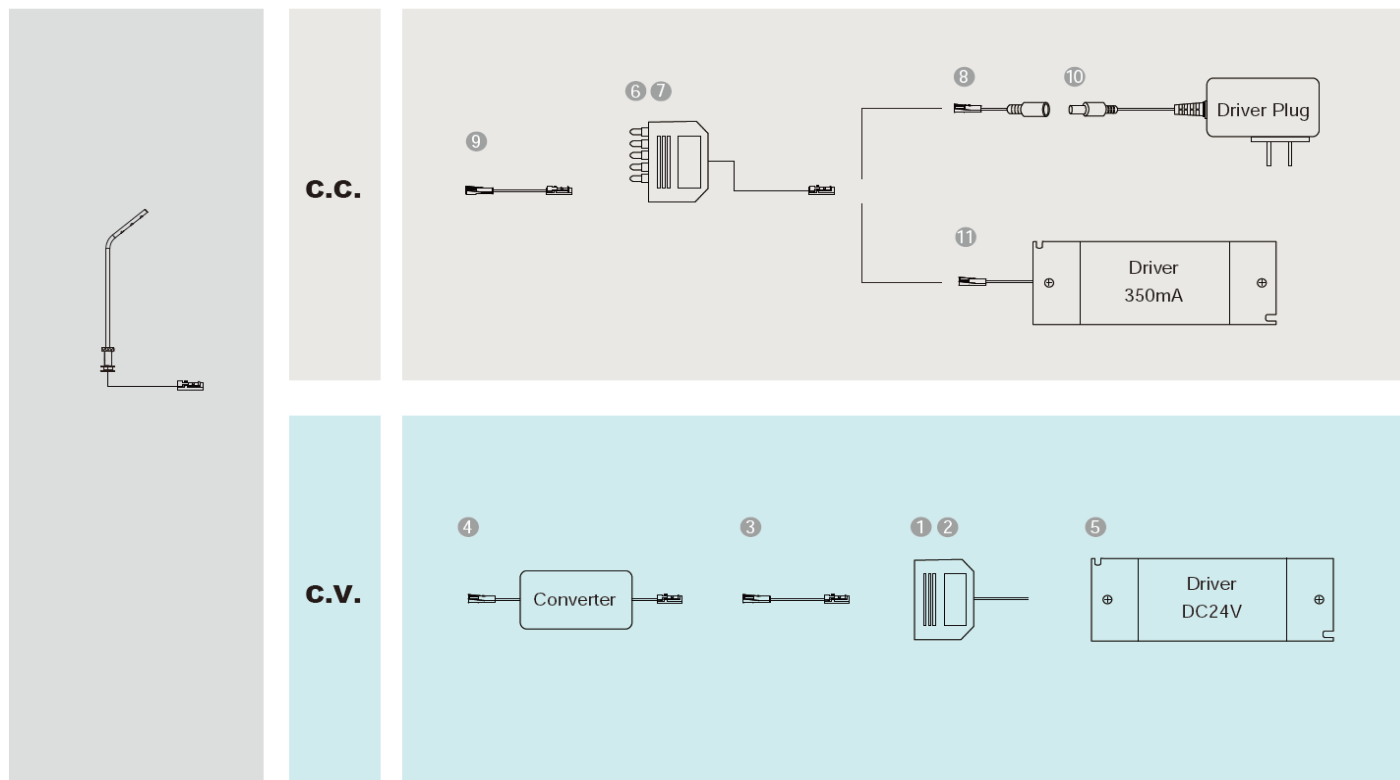 C.C.
6 7
8
10
Driver Plug
9
11
Driver
350mA
C.V.
4
3
1 2
5
Converter
Driver
DC24V